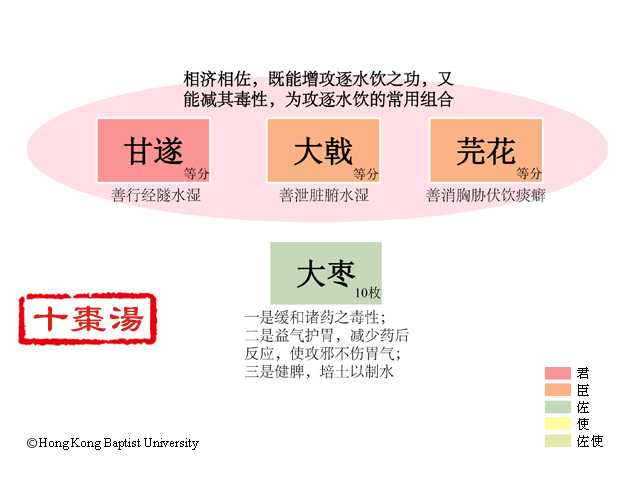 相济相佐，既能增攻逐水饮之功，又
能减其毒性，为攻逐水饮的常用组合
甘遂
等分
善行经隧水湿
大戟
等分
善泄脏腑水湿
芫花
等分
善消胸胁伏饮痰癖
大枣
10枚
一是缓和诸药之毒性；
二是益气护胃，减少药后
反应，使攻邪不伤胃气；
三是健脾，培土以制水
十棗湯
君
臣
佐
使
佐使
©Hong Kong Baptist University